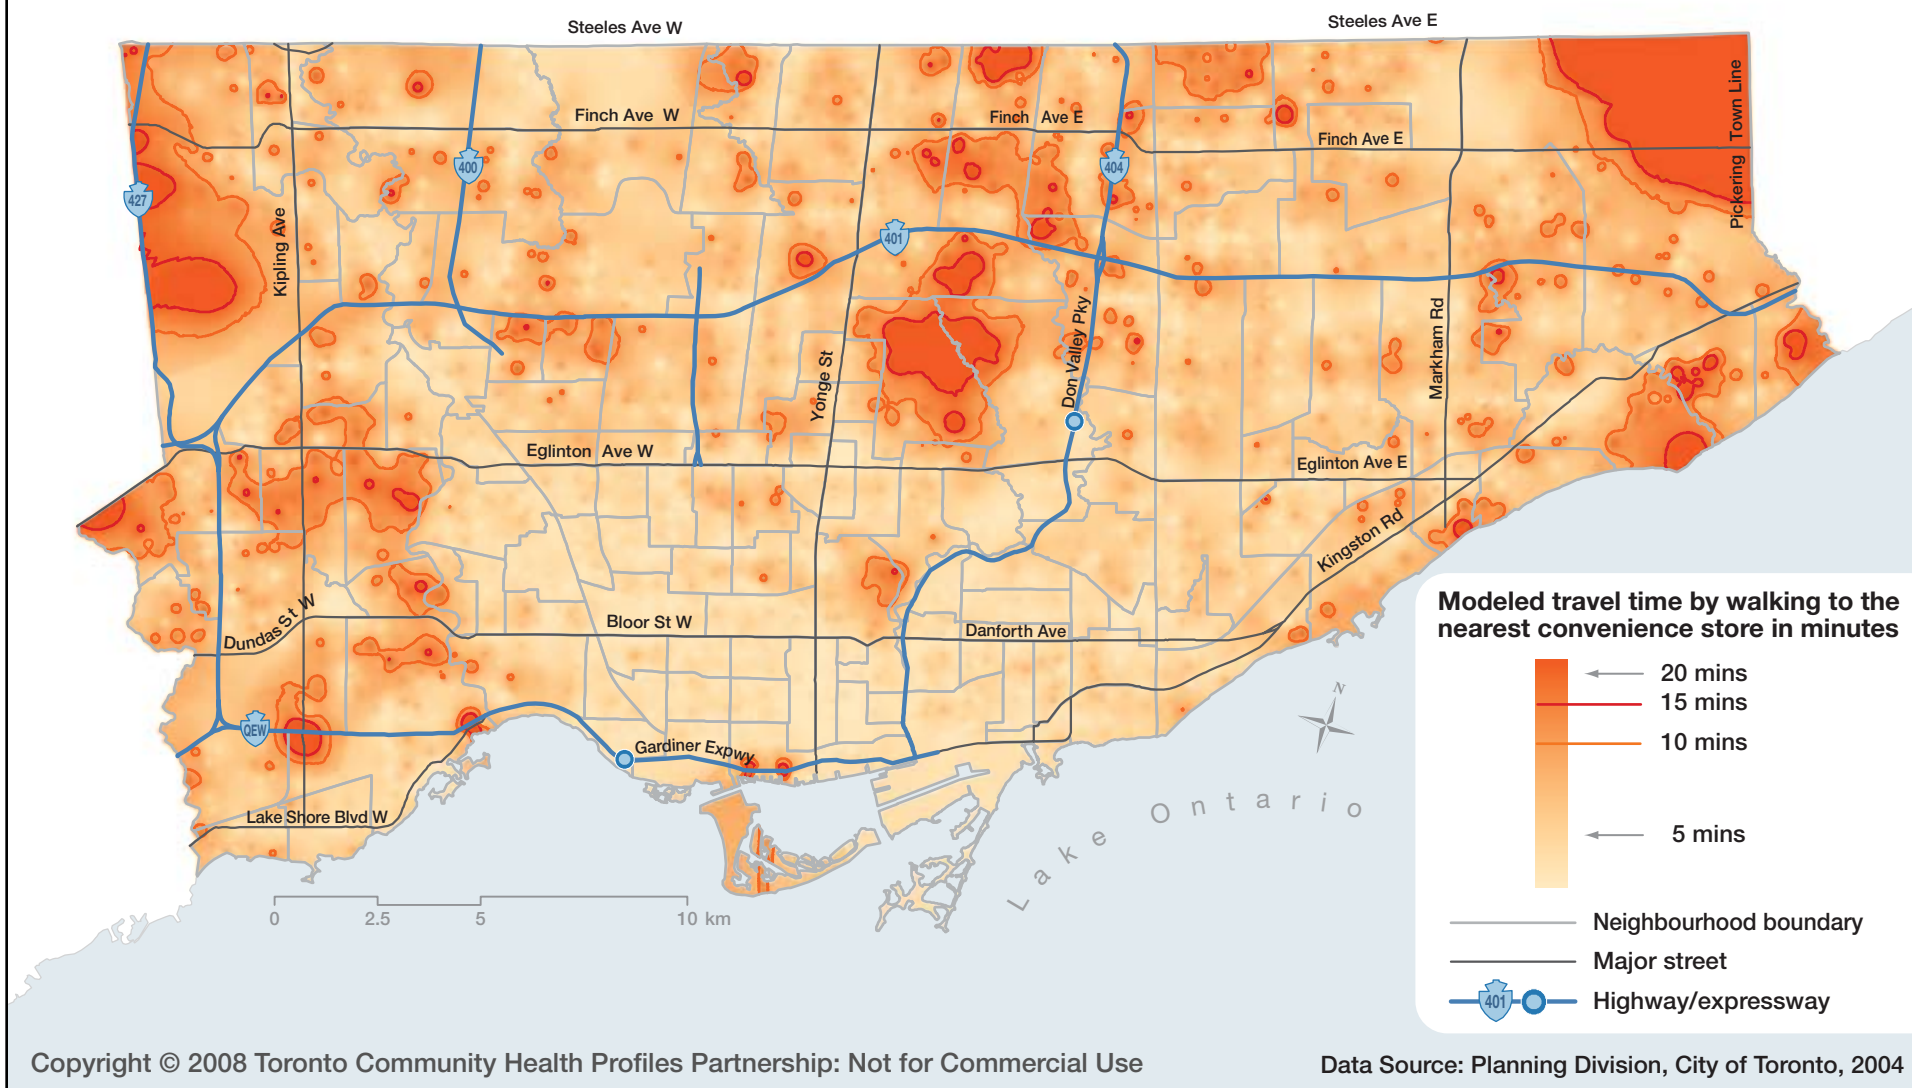 Steeles Ave W
Steeles Ave E
Finch Ave W
Finch Ave E
Finch Ave E
Pickering Town Line
400
404
427
401
Kipling Ave
Yonge St
Don Valley Pky
Markham Rd
Eglinton Ave W
Eglinton Ave E
Kingston Rd
Dundas St W
Bloor St W
Danforth Ave
QEW
Gardiner Expwy
Lake Shore Blvd W
Lake Ontario
N
0 2.5 5 10 km
Modeled travel time by walking to the
nearest convenience store in minutes
20 mins
15 mins
10 mins
5 mins
Neighbourhood boundary
Major street
401 Highway/expressway
Copyright © 2008 Toronto Community Health Profiles Partnership: Not for Commercial Use
Data Source: Planning Division, City of Toronto, 2004